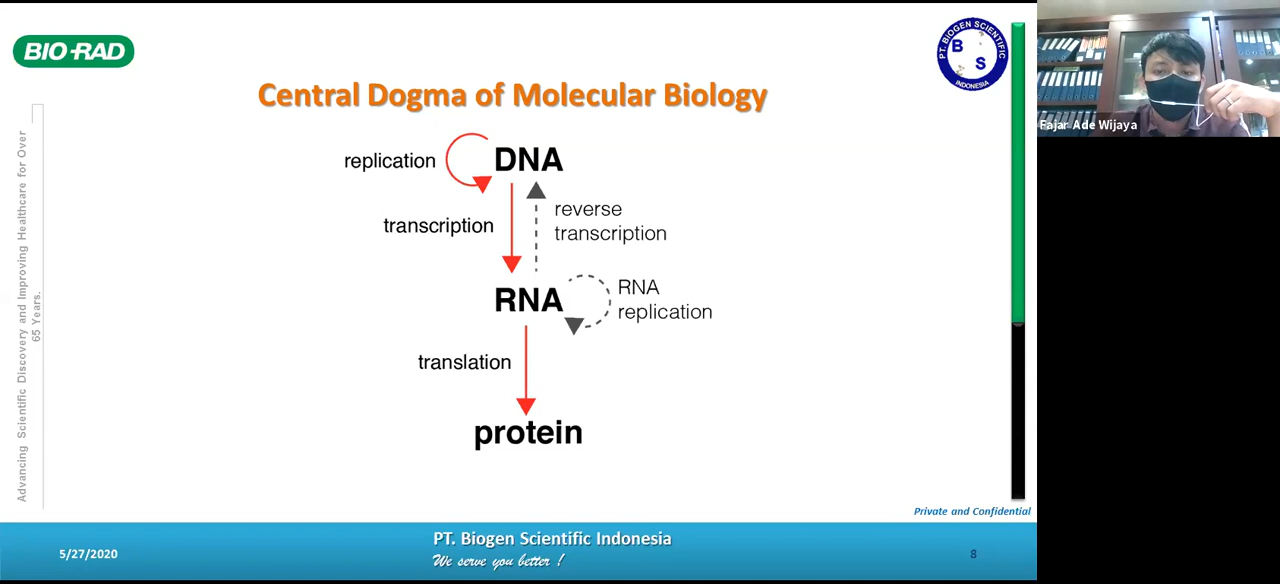 BIO-RAD
PT. BIOGEN SCIENTIFIC
B
S
INDONESIA
Fajar Ade Wijaya
Central Dogma of Molecular Biology
replication
DNA
transcription
reverse
transcription
RNA
RNA
replication
translation
protein
Advancing Scientific Discovery and Improving Healthcare for Over
65 Years.
Private and Confidential
5/27/2020
PT. Biogen Scientific Indonesia
We serve you better !
8